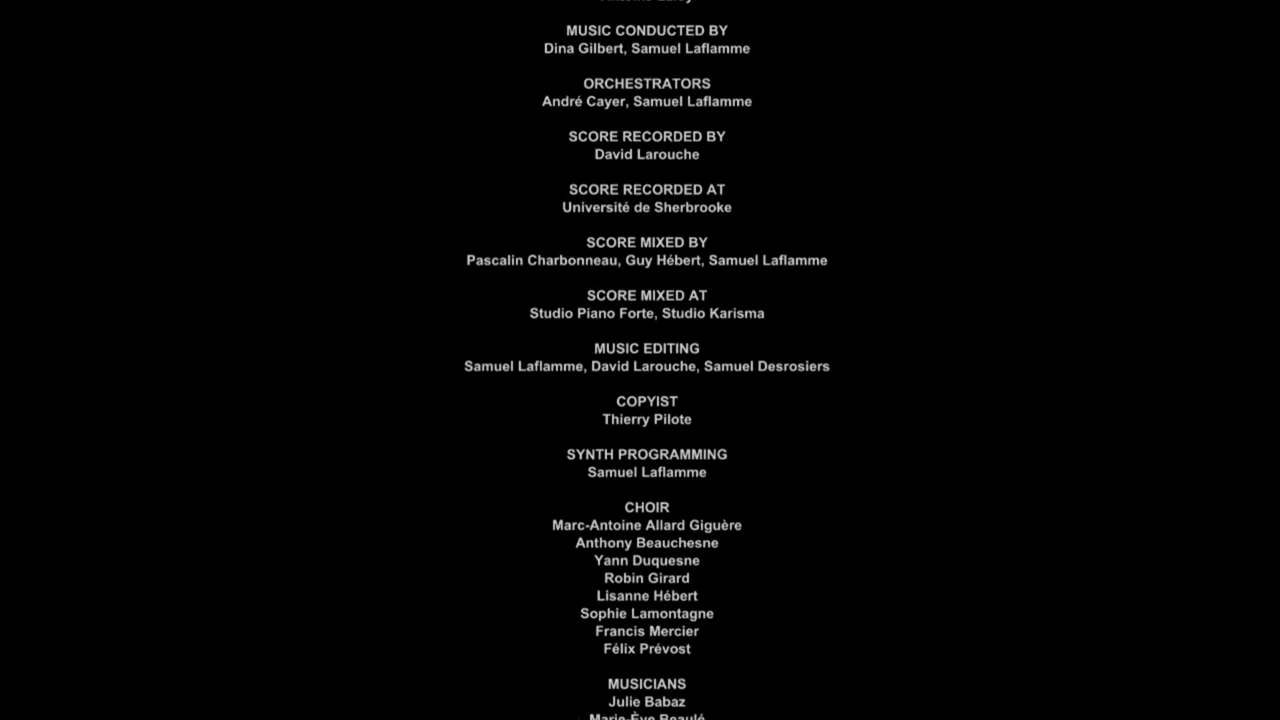 MUSIC CONDUCTED BY
Dina Gilbert, Samuel Laflamme
ORCHESTRATORS
André Cayer, Samuel Laflamme
SCORE RECORDED BY
David Larouche
SCORE RECORDED AT
Université de Sherbrooke
SCORE MIXED BY
Pascalin Charbonneau, Guy Hébert, Samuel Laflamme
SCORE MIXED AT
Studio Piano Forte, Studio Karisma
MUSIC EDITING
Samuel Laflamme, David Larouche, Samuel Desrosiers
COPYIST
Thierry Pilote
SYNTH PROGRAMMING
Samuel Laflamme
CHOIR
Marc-Antoine Allard Giguère
Anthony Beauchesne
Yann Duquesne
Robin Girard
Lisanne Hébert
Sophie Lamontagne
Francis Mercier
Félix Prévost
MUSICIANS
Julie Babaz
Marie-Ève Beaulé